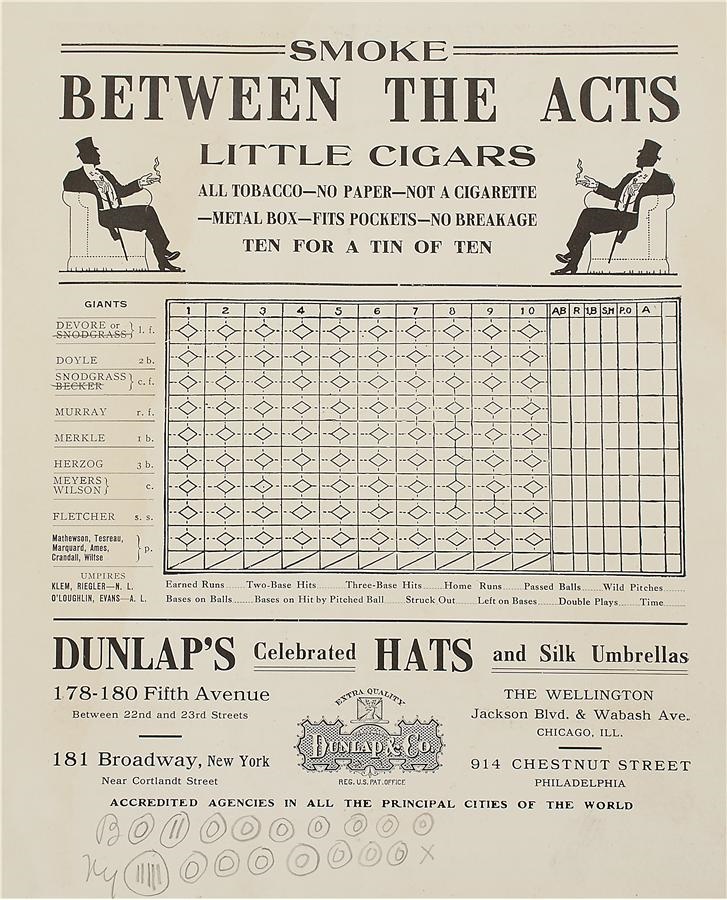 SMOKE
BETWEEN THE ACTS
LITTLE CIGARS
ALL TOBACCO—NO PAPER—NOT A CIGARETTE
—METAL BOX—FITS POCKETS—NO BREAKAGE
TEN FOR A TIN OF TEN
GIANTS 1 2 3 4 5 6 7 8 9 10 AB R 1B S.H P.O A
DEVORE or
SNODGRASS } l. f.
DOYLE 2 b.
SNODGRASS
BECKER } c. f.
MURRAY r. f.
MERKLE 1 b.
HERZOG 3 b.
MEYERS
WILSON } c.
FLETCHER s. s.
Mathewson, Tesreau,
Marquard, Ames,
Crandall, Wiltse } p.
UMPIRES
KLEM, RIEGLER—N. L.
O'LOUGHLIN, EVANS—A. L.
Earned Runs......Two-Base Hits......Three-Base Hits......Home Runs......Passed Balls......Wild Pitches......
Bases on Balls......Bases on Hit by Pitched Ball......Struck Out......Left on Bases......Double Plays......Time......
DUNLAP'S Celebrated HATS and Silk Umbrellas
178-180 Fifth Avenue
Between 22nd and 23rd Streets
181 Broadway, New York
Near Cortlandt Street
EXTRA QUALITY
Dunlap & Co.
REG. U.S. PAT. OFFICE
THE WELLINGTON
Jackson Blvd. & Wabash Ave.
CHICAGO, ILL.
914 CHESTNUT STREET
PHILADELPHIA
ACCREDITED AGENCIES IN ALL THE PRINCIPAL CITIES OF THE WORLD
B 0 || 0 0 0 0 0 0 0
Ny |||| 0 0 0 0 0 0 0 X